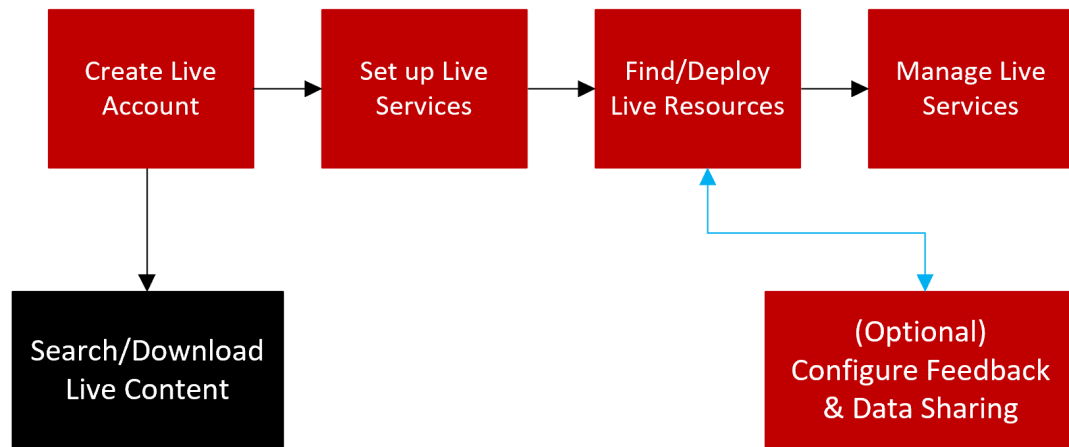 Create Live
Account
Set up Live
Services
Find/Deploy
Live Resources
Manage Live
Services
Search/Download
Live Content
(Optional)
Configure Feedback
& Data Sharing